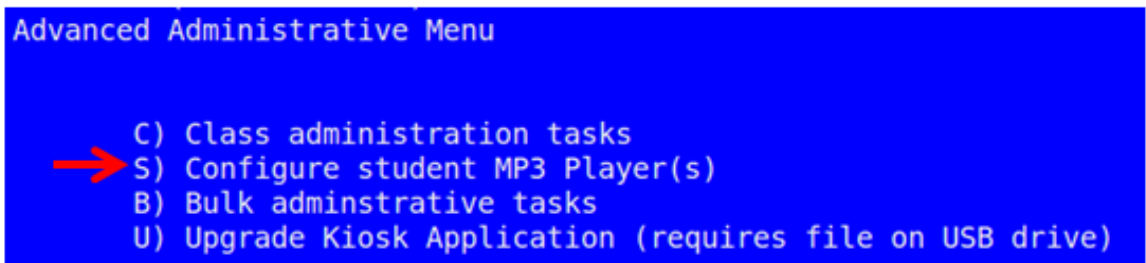 Advanced Administrative Menu
C) Class administration tasks
S) Configure student MP3 Player(s)
B) Bulk adminstrative tasks
U) Upgrade Kiosk Application (requires file on USB drive)